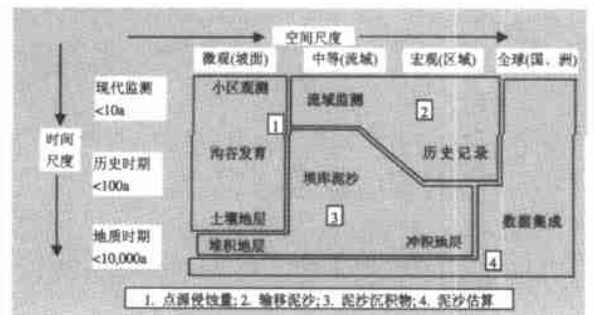 空间尺度
微观(坡面) 中等(流域) 宏观(区域) 全球(国、洲)
现代监测
<10a
小区观测
流域监测
2
1
时间
尺度
沟谷发育
历史记录
历史时期
<100a
坝库泥沙
土壤地层
3
数据集成
地质时期
<10,000a
堆积地层
冲积地层
4
1. 点源侵蚀量; 2. 输移泥沙; 3. 泥沙沉积物; 4. 泥沙估算